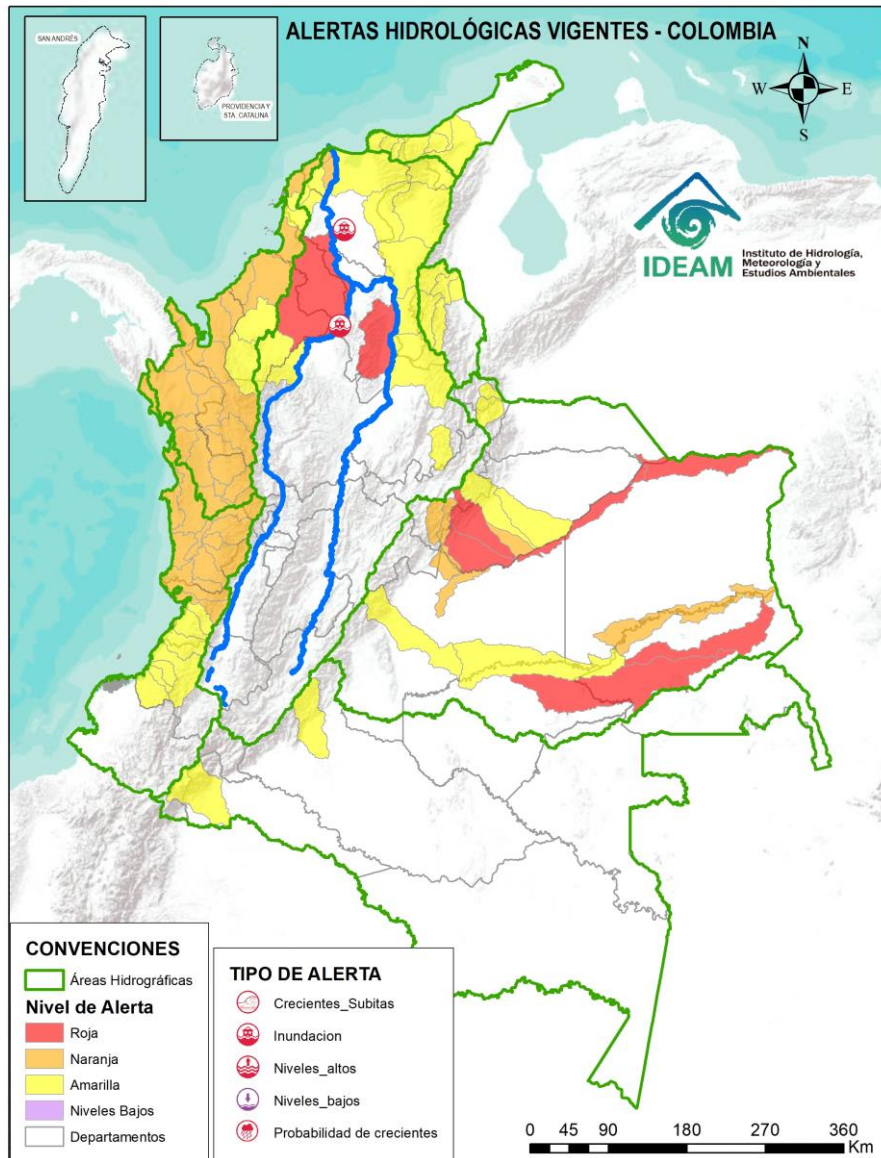 ALERTAS HIDROLÓGICAS VIGENTES - COLOMBIA
SAN ANDRÉS
PROVIDENCIA Y
STA. CATALINA
N
W
E
S
IDEAM
Instituto de Hidrología,
Meteorología y
Estudios Ambientales
CONVENCIONES
Áreas Hidrográficas
Nivel de Alerta
Roja
Naranja
Amarilla
Niveles Bajos
Departamentos
TIPO DE ALERTA
Crecientes_Subitas
Inundacion
Niveles_altos
Niveles_bajos
Probabilidad de crecientes
0 45 90 180 270 360
Km